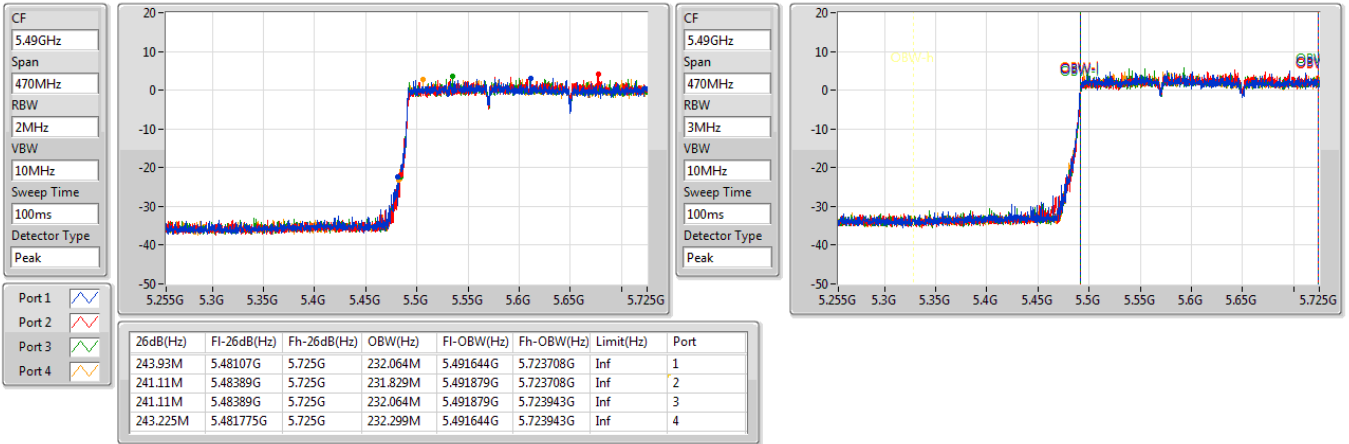 CF
5.49GHz
Span
470MHz
RBW
2MHz
VBW
10MHz
Sweep Time
100ms
Detector Type
Peak
20
10
0
-10
-20
-30
-40
-50
5.255G 5.3G 5.35G 5.4G 5.45G 5.5G 5.55G 5.6G 5.65G 5.725G
CF
5.49GHz
Span
470MHz
RBW
3MHz
VBW
10MHz
Sweep Time
100ms
Detector Type
Peak
20
10
0
-10
-20
-30
-40
-50
OBW-l
5.255G 5.3G 5.35G 5.4G 5.45G 5.5G 5.55G 5.6G 5.65G 5.725G
Port 1
Port 2
Port 3
Port 4
26dB(Hz) Fl-26dB(Hz) Fh-26dB(Hz) OBW(Hz) Fl-OBW(Hz) Fh-OBW(Hz) Limit(Hz) Port
243.93M 5.48107G 5.725G 232.064M 5.491644G 5.723708G Inf 1
241.11M 5.48389G 5.725G 231.829M 5.491879G 5.723708G Inf 2
241.11M 5.48389G 5.725G 232.064M 5.491879G 5.723943G Inf 3
243.225M 5.481775G 5.725G 232.299M 5.491644G 5.723943G Inf 4